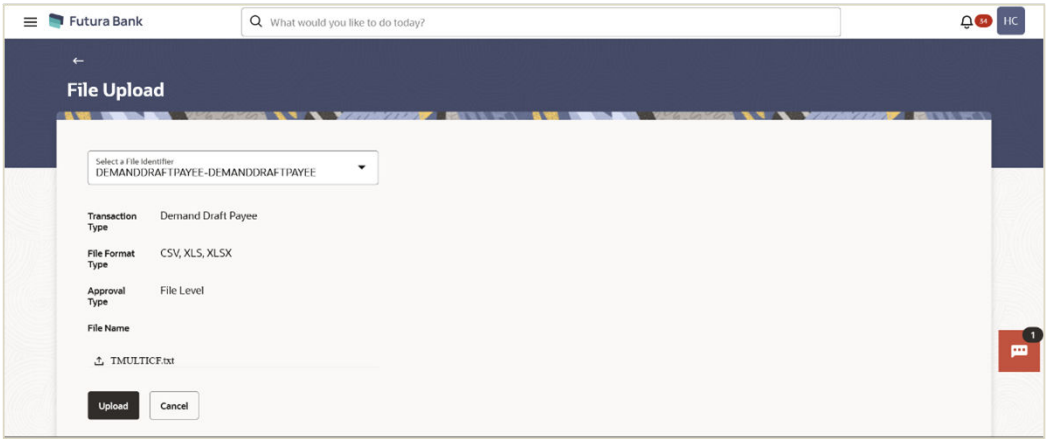 Futura Bank
What would you like to do today?
54
HC
File Upload
Select a File Identifier
DEMANDDRAFTPAYEE-DEMANDDRAFTPAYEE
Transaction Type
Demand Draft Payee
File Format Type
CSV, XLS, XLSX
Approval Type
File Level
File Name
TMULTICF.txt
Upload
Cancel
1